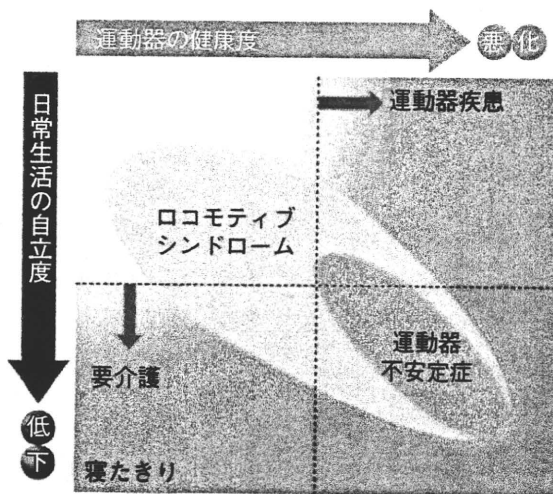 運動器の健康度
悪化
日常生活の自立度
低下
運動器疾患
ロコモティブ
シンドローム
要介護
運動器
不安定症
寝たきり